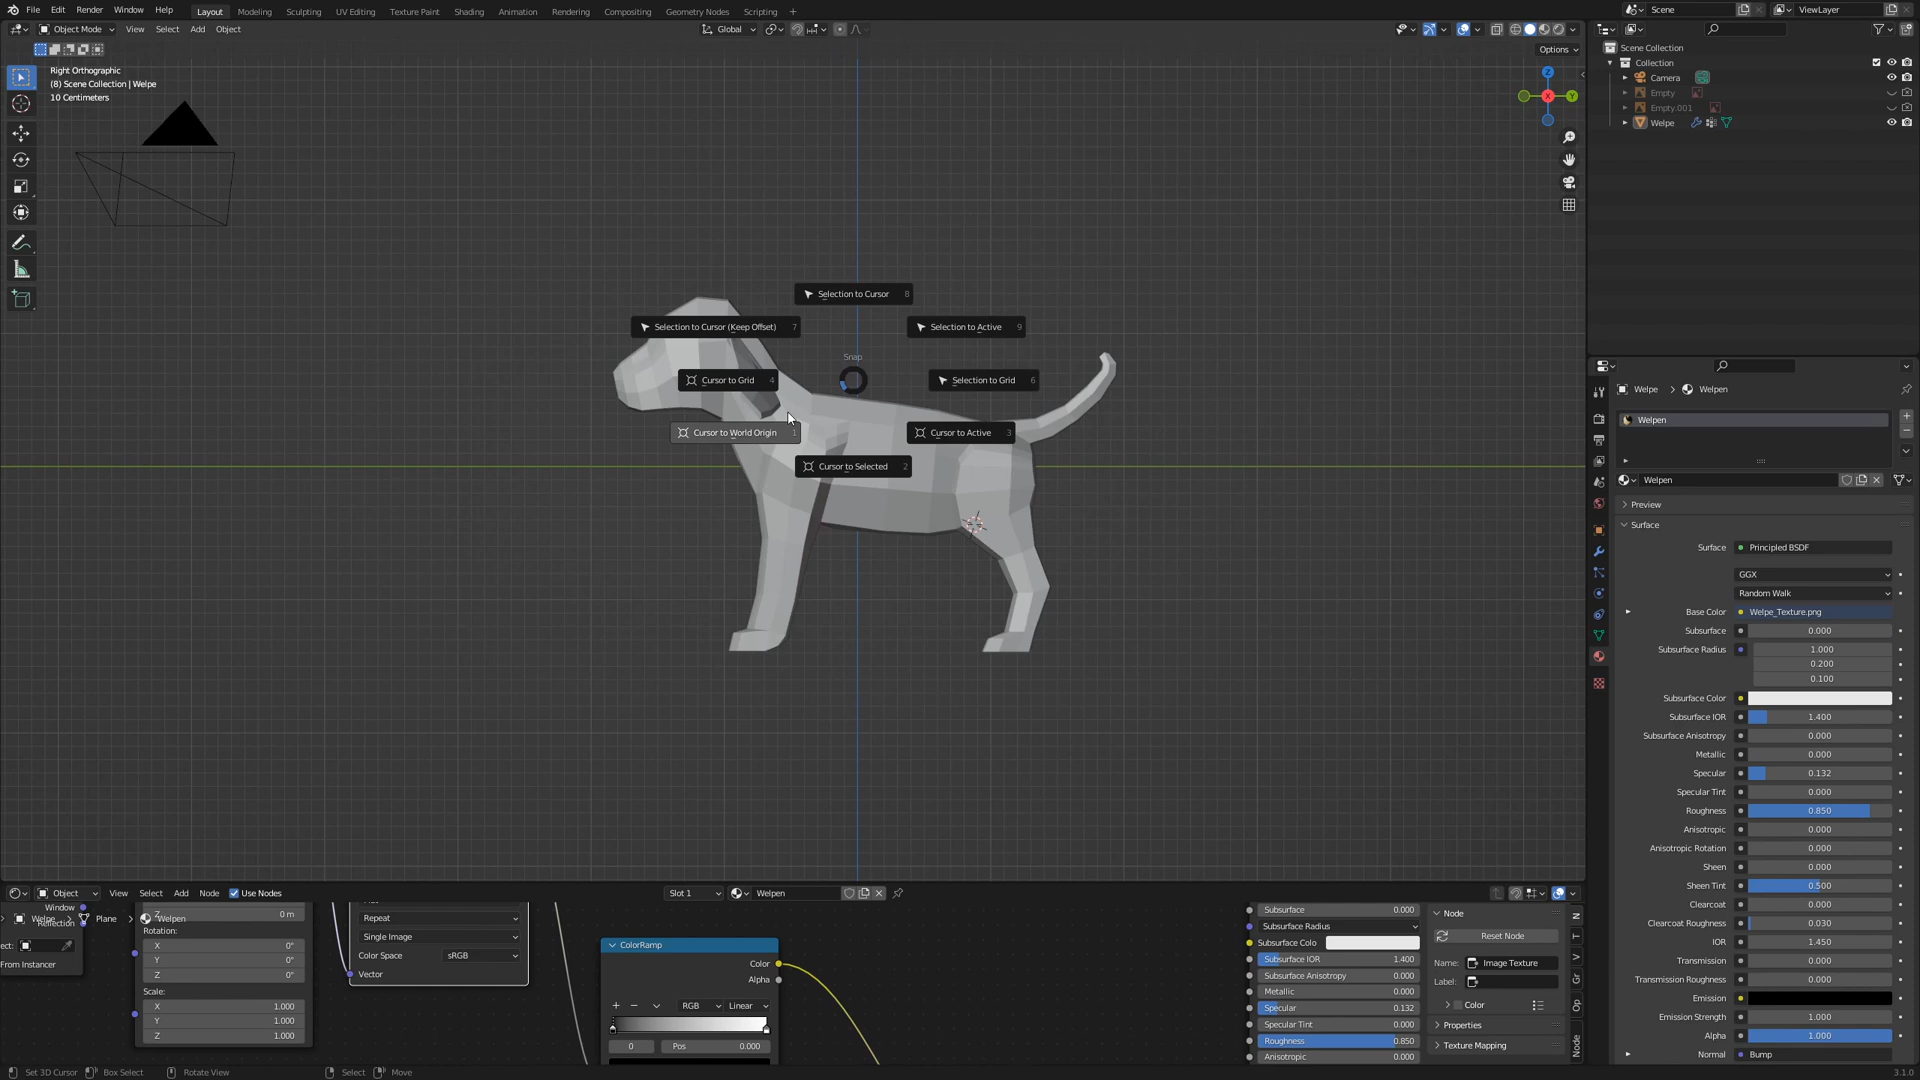 File Edit Render Window Help Layout Modeling Sculpting UV Editing Texture Paint Shading Animation Rendering Compositing Geometry Nodes Scripting + Scene ViewLayer
Object Mode View Select Add Object Global
Options
Right Orthographic
(8) Scene Collection | Welpe
10 Centimeters
Z
X
Y
Scene Collection
Collection
Camera
Empty
Empty.001
Welpe
Selection to Cursor 8
Selection to Cursor (Keep Offset) 7
Selection to Active 9
Snap
Cursor to Grid 4
Selection to Grid 6
Cursor to World Origin 1
Cursor to Active 3
Cursor to Selected 2
Welpe > Welpen
Welpen
Welpen
Preview
Surface
Surface Principled BSDF
GGX
Random Walk
Base Color Welpe_Texture.png
Subsurface 0.000
Subsurface Radius 1.000
0.200
0.100
Subsurface Color
Subsurface IOR 1.400
Subsurface Anisotropy 0.000
Metallic 0.000
Specular 0.132
Specular Tint 0.000
Roughness 0.850
Anisotropic 0.000
Anisotropic Rotation 0.000
Sheen 0.000
Sheen Tint 0.500
Clearcoat 0.000
Clearcoat Roughness 0.030
IOR 1.450
Transmission 0.000
Transmission Roughness 0.000
Emission
Emission Strength 1.000
Alpha 1.000
Normal Bump
Object View Select Add Node Use Nodes Slot 1 Welpen
Welpe > Plane > Welpen
Window
Reflection
ect:
From Instancer
Z 0 m
Rotation:
X 0°
Y 0°
Z 0°
Scale:
X 1.000
Y 1.000
Z 1.000
Repeat
Single Image
Color Space sRGB
Vector
ColorRamp
Color
Alpha
+ − RGB Linear
0 Pos 0.000
Subsurface 0.000
Subsurface Radius
Subsurface Colo
Subsurface IOR 1.400
Subsurface Anisotropy 0.000
Metallic 0.000
Specular 0.132
Specular Tint 0.000
Roughness 0.850
Anisotropic 0.000
Node
Reset Node
Name: Image Texture
Label:
Color
Properties
Texture Mapping
N
T
V
Gr
Op
Node
Set 3D Cursor Box Select Rotate View Select Move 3.1.0